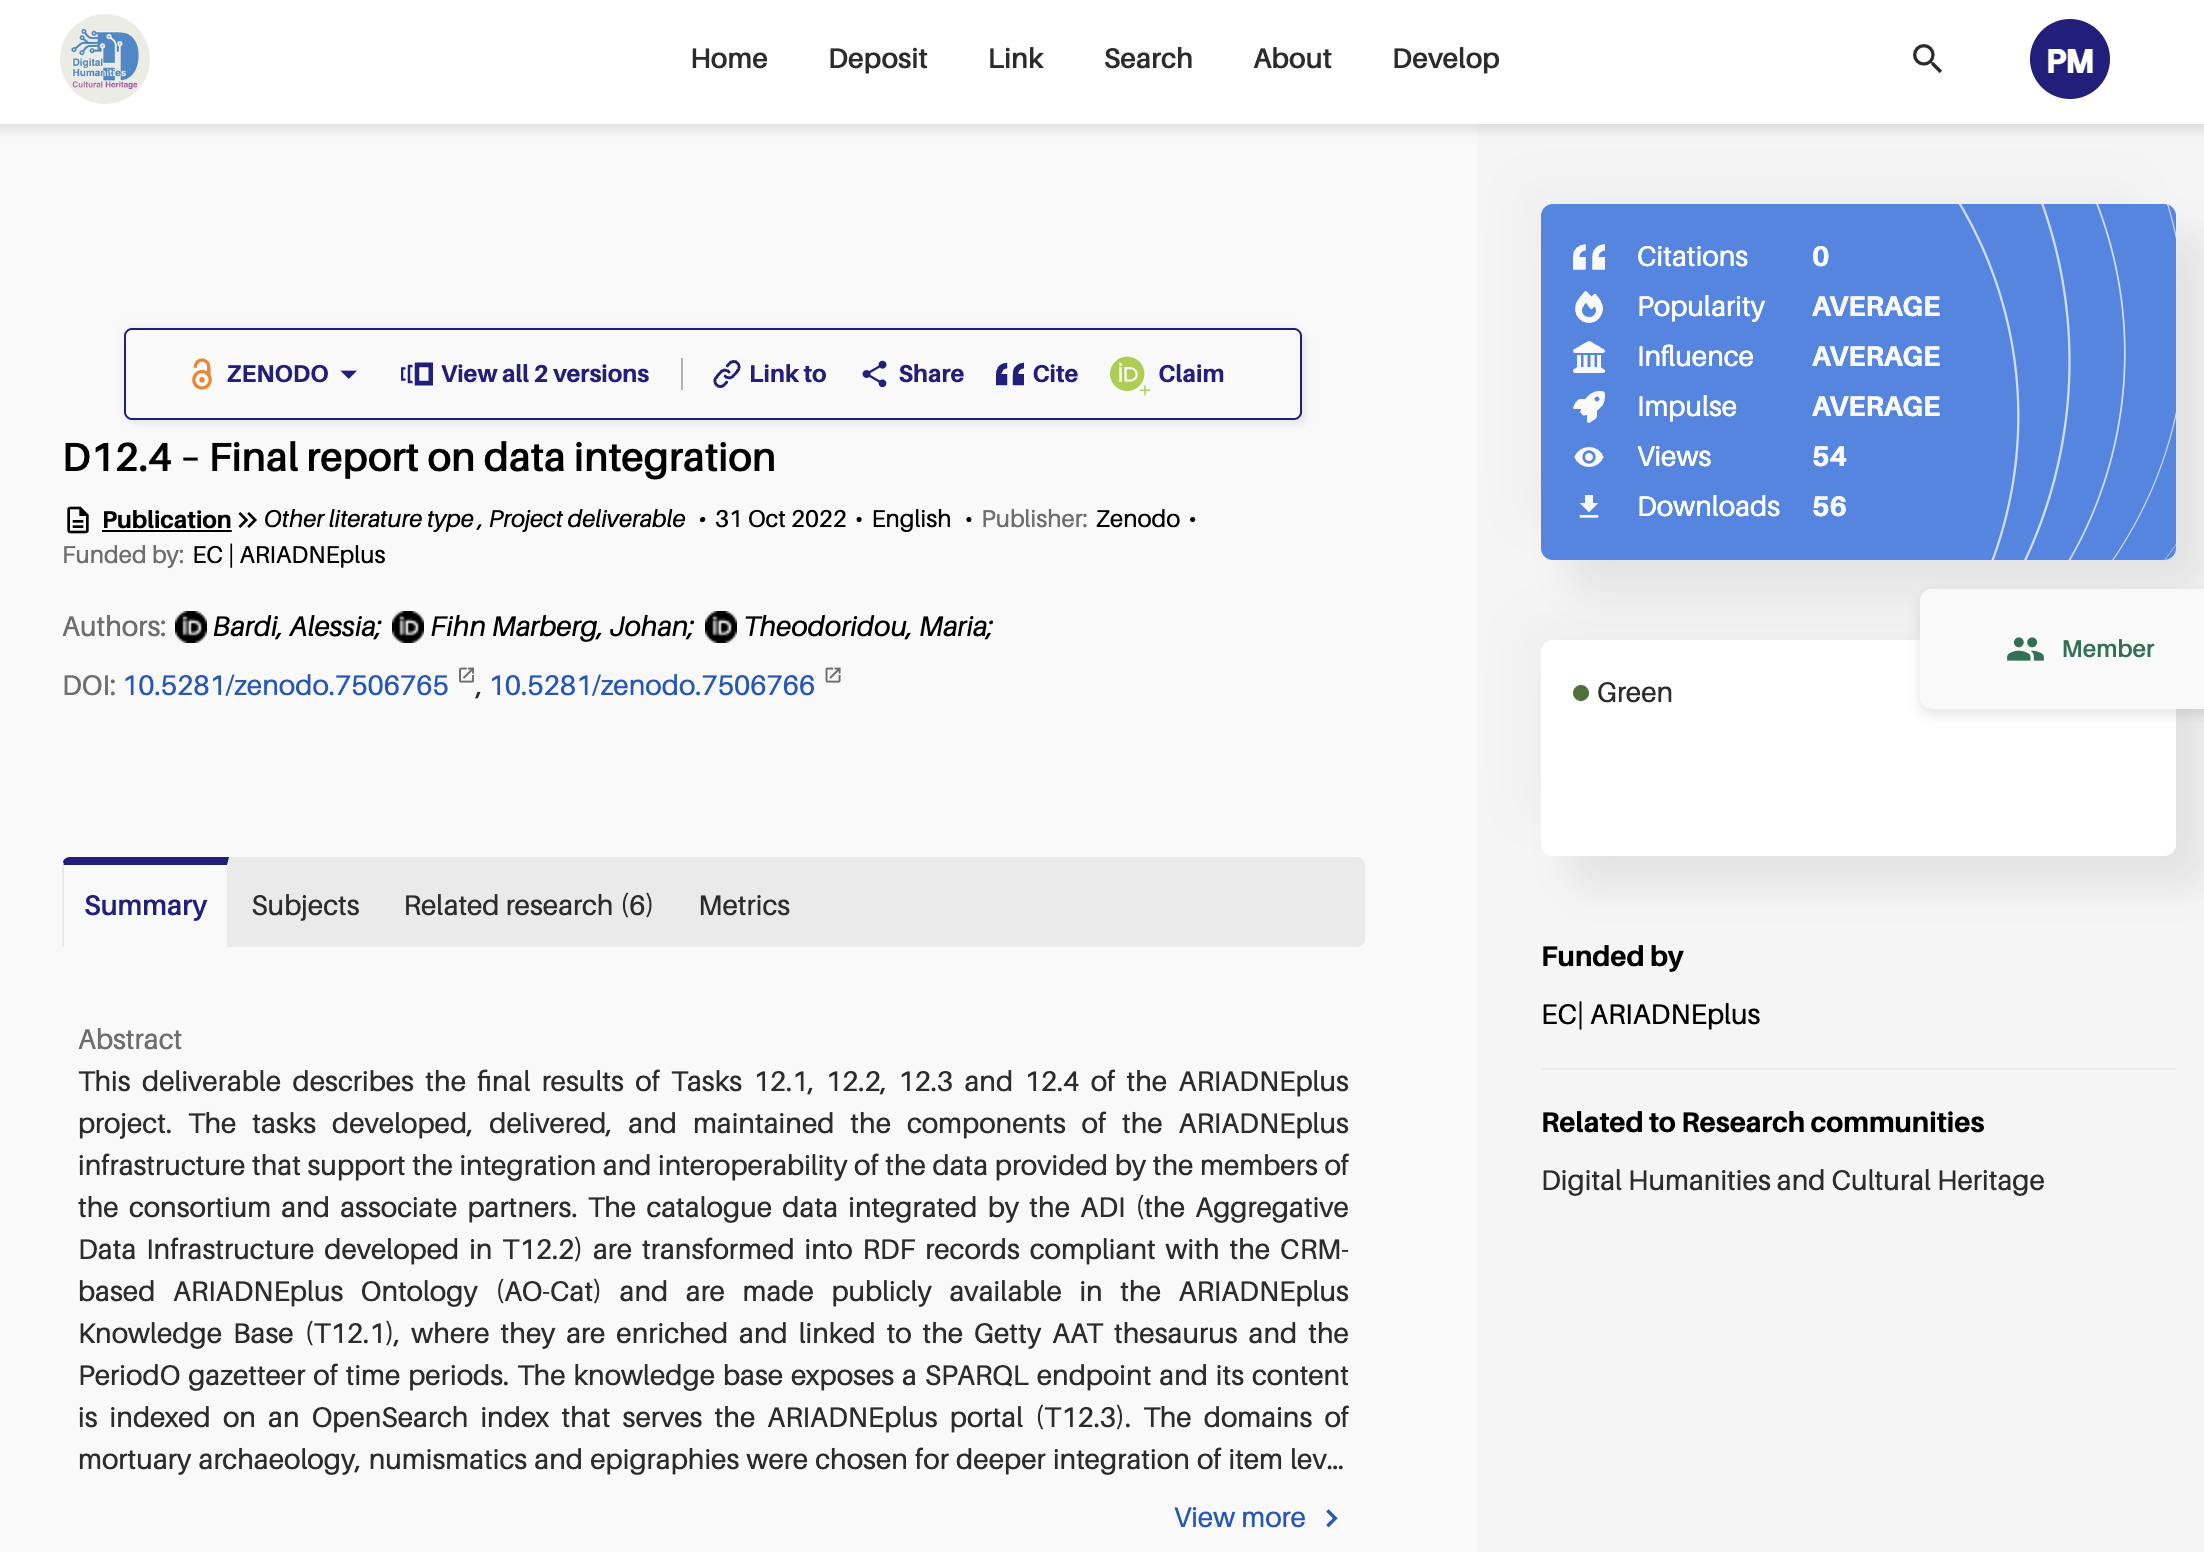 Digital
Humanities
Cultural Heritage
Home Deposit Link Search About Develop
PM
ZENODO View all 2 versions Link to Share Cite iD Claim
D12.4 – Final report on data integration
Publication Other literature type , Project deliverable • 31 Oct 2022 • English • Publisher: Zenodo •
Funded by: EC | ARIADNEplus
Authors: iD Bardi, Alessia; iD Fihn Marberg, Johan; iD Theodoridou, Maria;
DOI: 10.5281/zenodo.7506765 , 10.5281/zenodo.7506766
Summary Subjects Related research (6) Metrics
Abstract
This deliverable describes the final results of Tasks 12.1, 12.2, 12.3 and 12.4 of the ARIADNEplus
project. The tasks developed, delivered, and maintained the components of the ARIADNEplus
infrastructure that support the integration and interoperability of the data provided by the members of
the consortium and associate partners. The catalogue data integrated by the ADI (the Aggregative
Data Infrastructure developed in T12.2) are transformed into RDF records compliant with the CRM-
based ARIADNEplus Ontology (AO-Cat) and are made publicly available in the ARIADNEplus
Knowledge Base (T12.1), where they are enriched and linked to the Getty AAT thesaurus and the
PeriodO gazetteer of time periods. The knowledge base exposes a SPARQL endpoint and its content
is indexed on an OpenSearch index that serves the ARIADNEplus portal (T12.3). The domains of
mortuary archaeology, numismatics and epigraphies were chosen for deeper integration of item lev...
View more
Citations 0
Popularity AVERAGE
Influence AVERAGE
Impulse AVERAGE
Views 54
Downloads 56
Member
Green
Funded by
EC| ARIADNEplus
Related to Research communities
Digital Humanities and Cultural Heritage